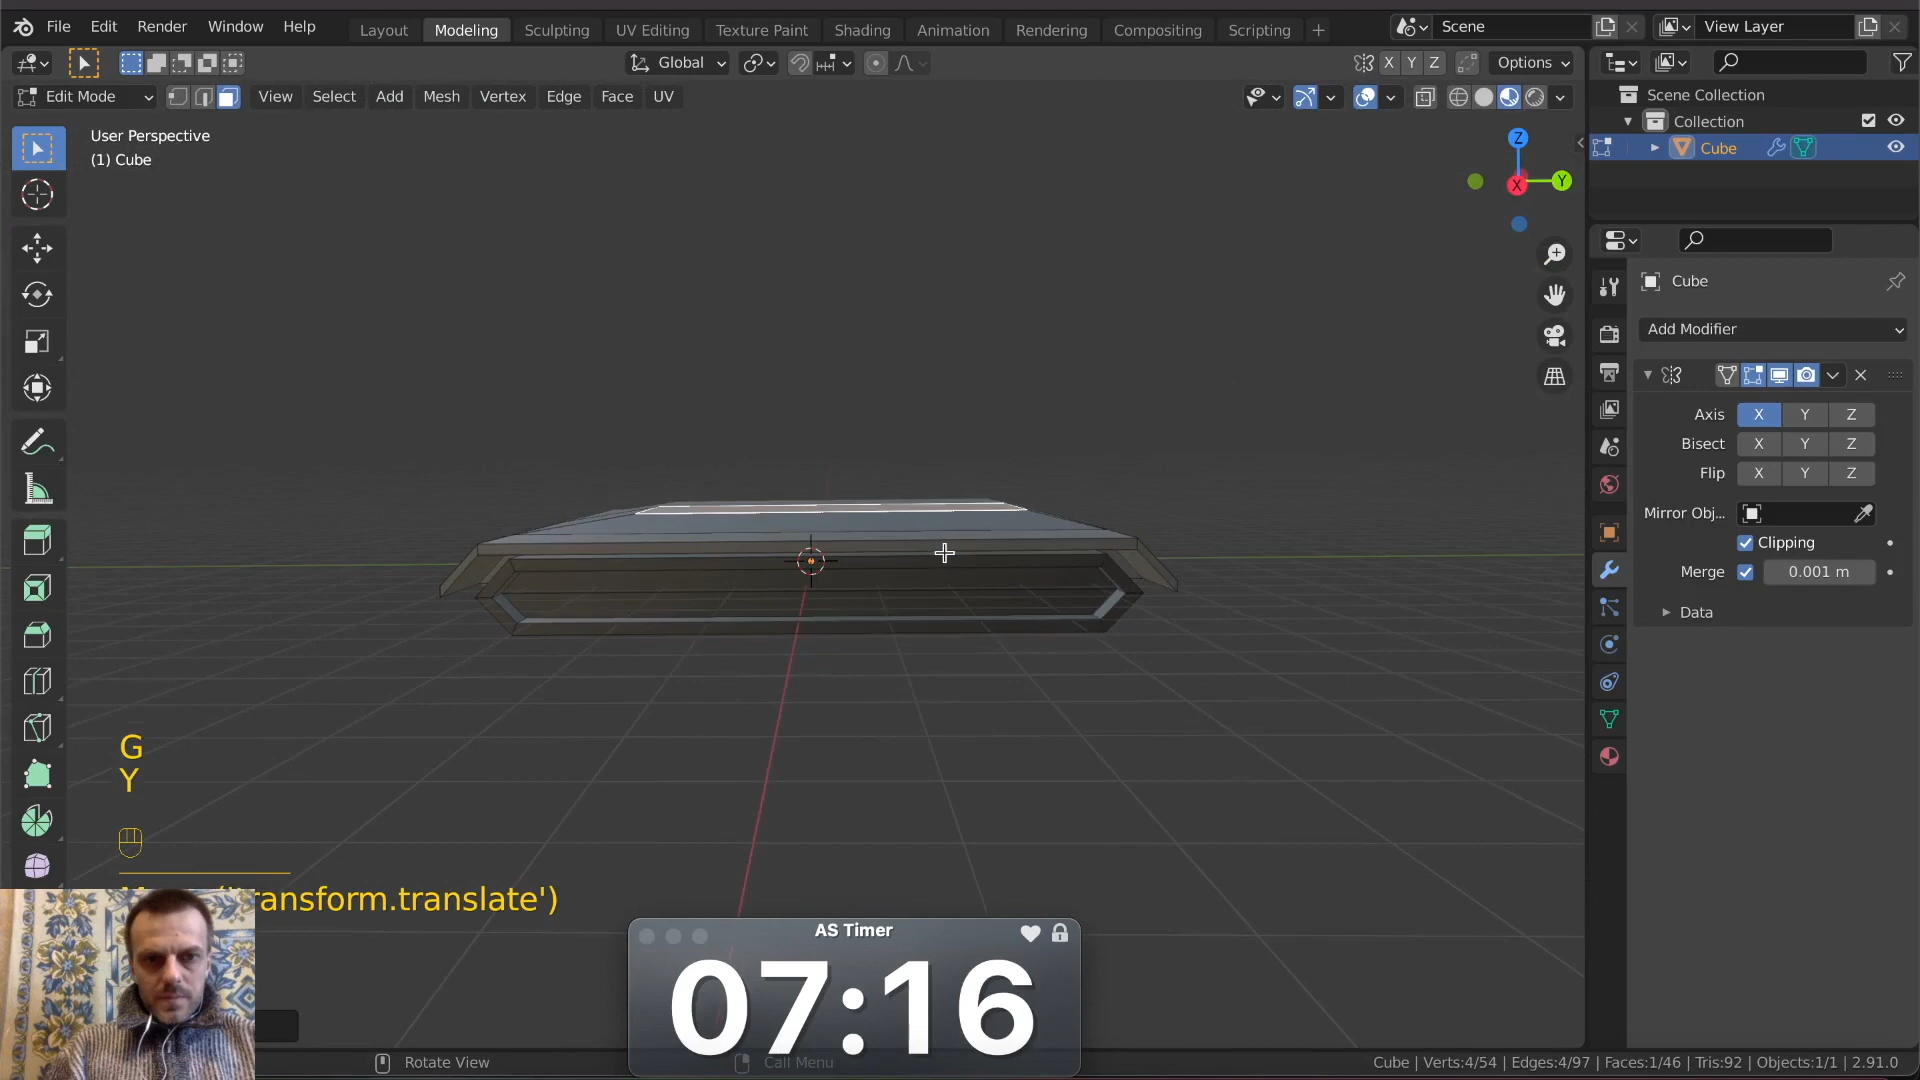 File Edit Render Window Help
Layout Modeling Sculpting UV Editing Texture Paint Shading Animation Rendering Compositing Scripting +
Scene
View Layer
Global
X Y Z
Options
Edit Mode
View Select Add Mesh Vertex Edge Face UV
Scene Collection
Collection
Cube
User Perspective
(1) Cube
Z
X
Y
Cube
Add Modifier
Axis X Y Z
Bisect X Y Z
Flip X Y Z
Mirror Obj...
Clipping
Merge 0.001 m
Data
G
Y
ransform.translate')
AS Timer
07:16
Rotate View
Call Menu
Cube | Verts:4/54 | Edges:4/97 | Faces:1/46 | Tris:92 | Objects:1/1 | 2.91.0